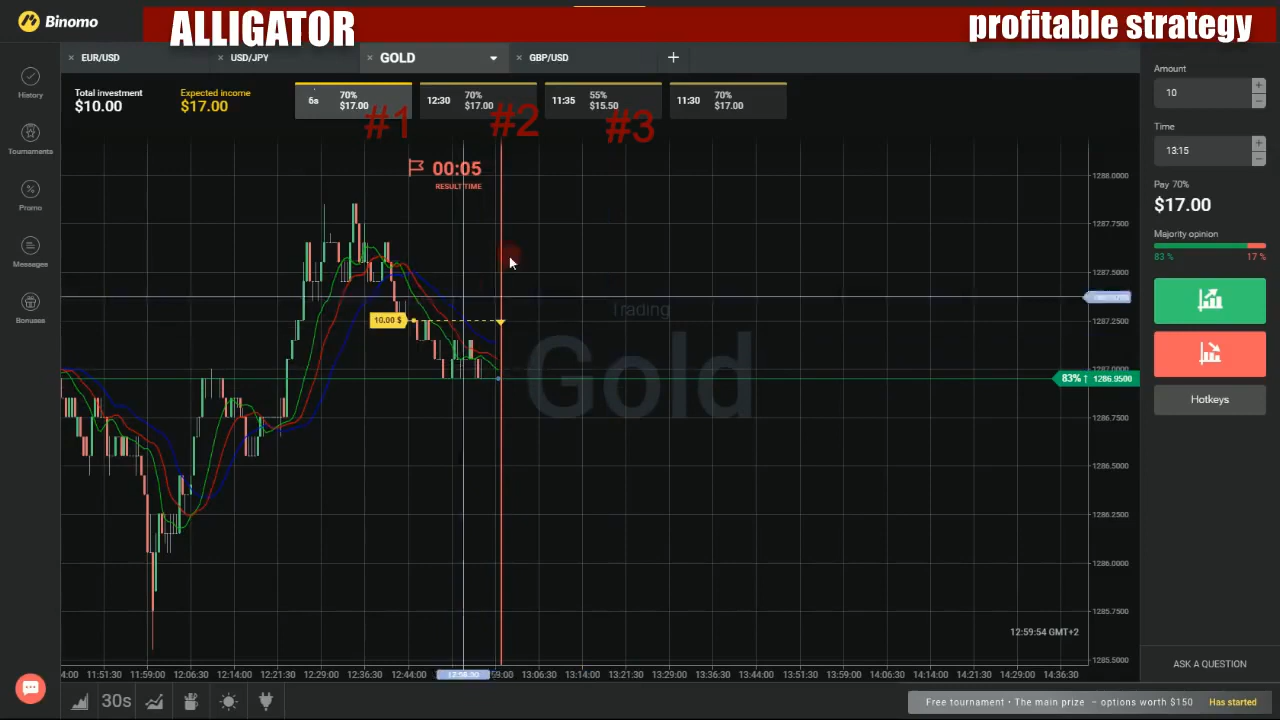 Binomo
ALLIGATOR
profitable strategy
EUR/USD
USD/JPY
GOLD
GBP/USD
Total investment
$10.00
Expected income
$17.00
6s 70% $17.00
12:30 70% $17.00
11:35 55% $15.50
11:30 70% $17.00
#1 #2 #3
History
Tournaments
Promo
Messages
Bonuses
00:05
RESULT TIME
10.00 $
Trading
Gold
1288.0000
1287.7500
1287.5000
1287.2500
1287.0000
83% ↑ 1286.9500
1286.7500
1286.5000
1286.2500
1286.0000
1285.7500
1285.5000
12:59:54 GMT+2
4:00 11:51:30 11:59:00 12:06:30 12:14:00 12:21:30 12:29:00 12:36:30 12:44:00 13:06:30 13:14:00 13:21:30 13:29:00 13:36:30 13:44:00 13:51:30 13:59:00 14:06:30 14:14:00 14:21:30 14:29:00 14:36:30
30s
Amount
10
Time
13:15
Pay 70%
$17.00
Majority opinion
83 % 17 %
Hotkeys
ASK A QUESTION
Free tournament • The main prize – options worth $150 Has started